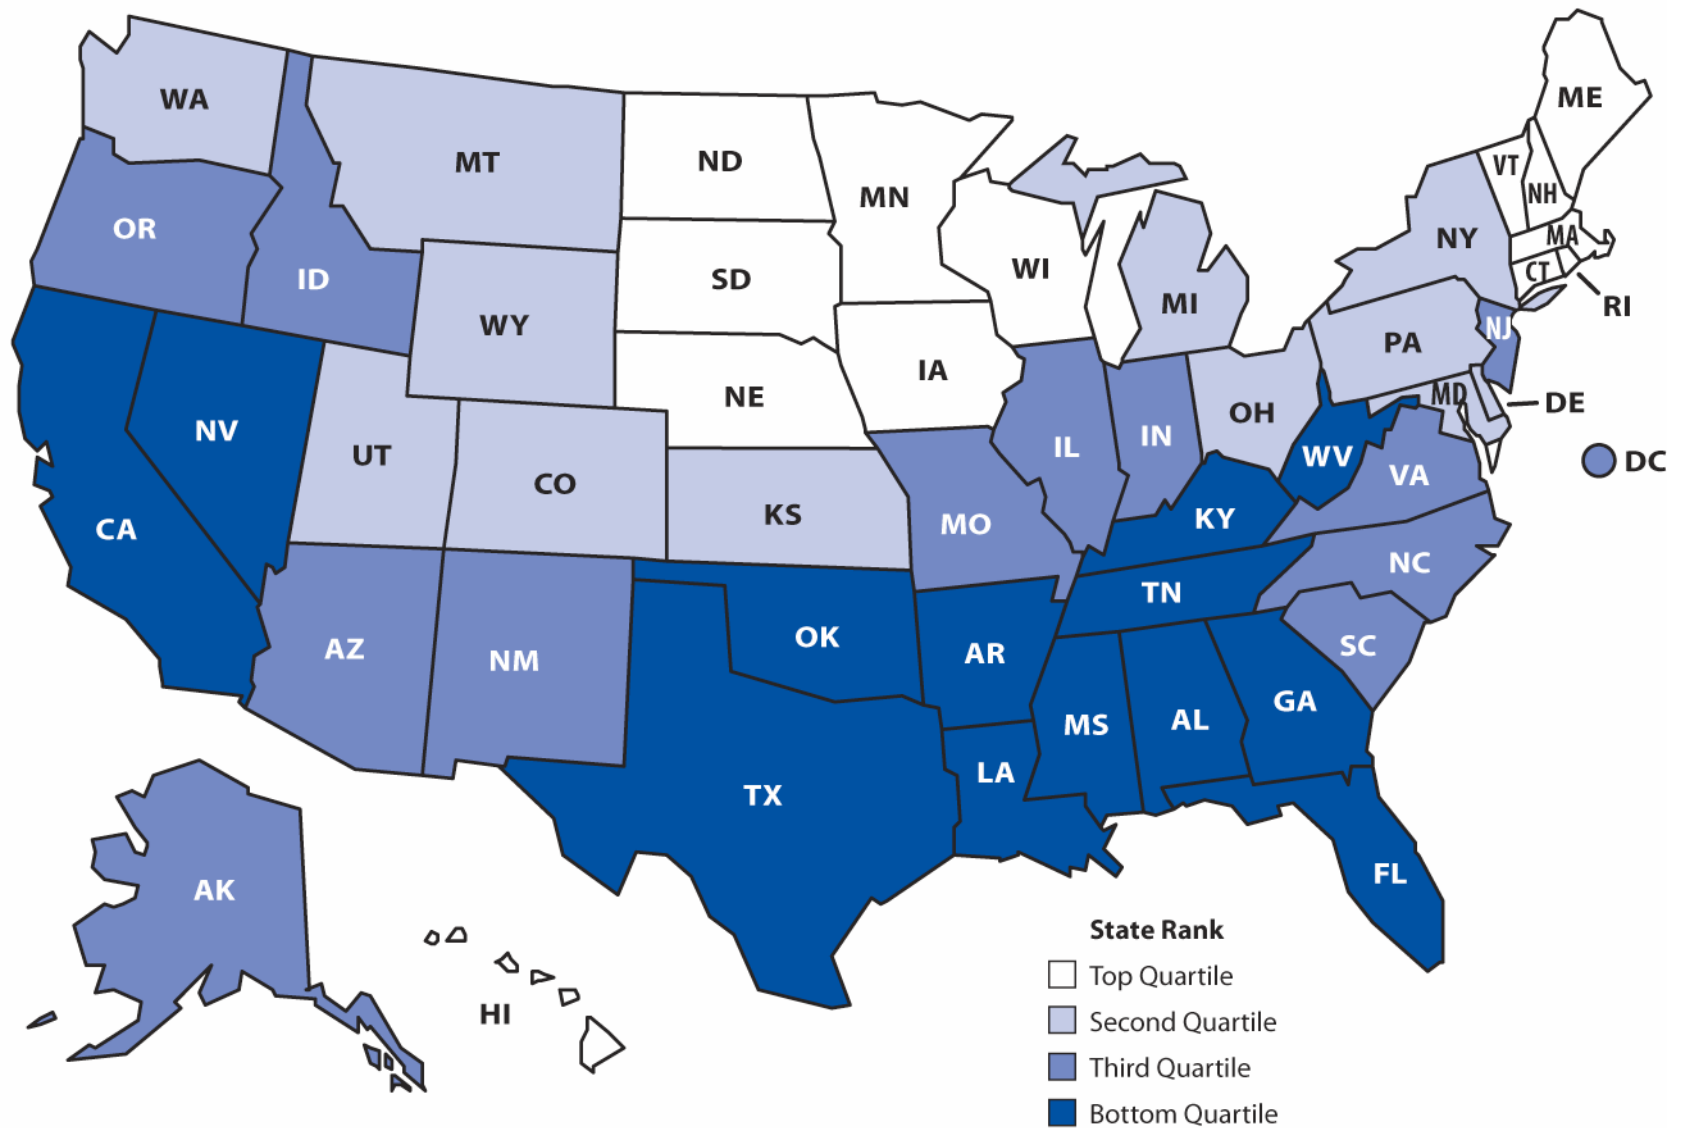 WA
MT
ND
MN
ME
VT
NH
OR
ID
WY
SD
WI
MI
NY
MA
CT
RI
NV
UT
CO
NE
IA
IL
IN
OH
PA
NJ
MD
DE
DC
CA
KS
MO
KY
WV
VA
AZ
NM
OK
AR
TN
NC
SC
TX
LA
MS
AL
GA
FL
AK
HI
State Rank
Top Quartile
Second Quartile
Third Quartile
Bottom Quartile